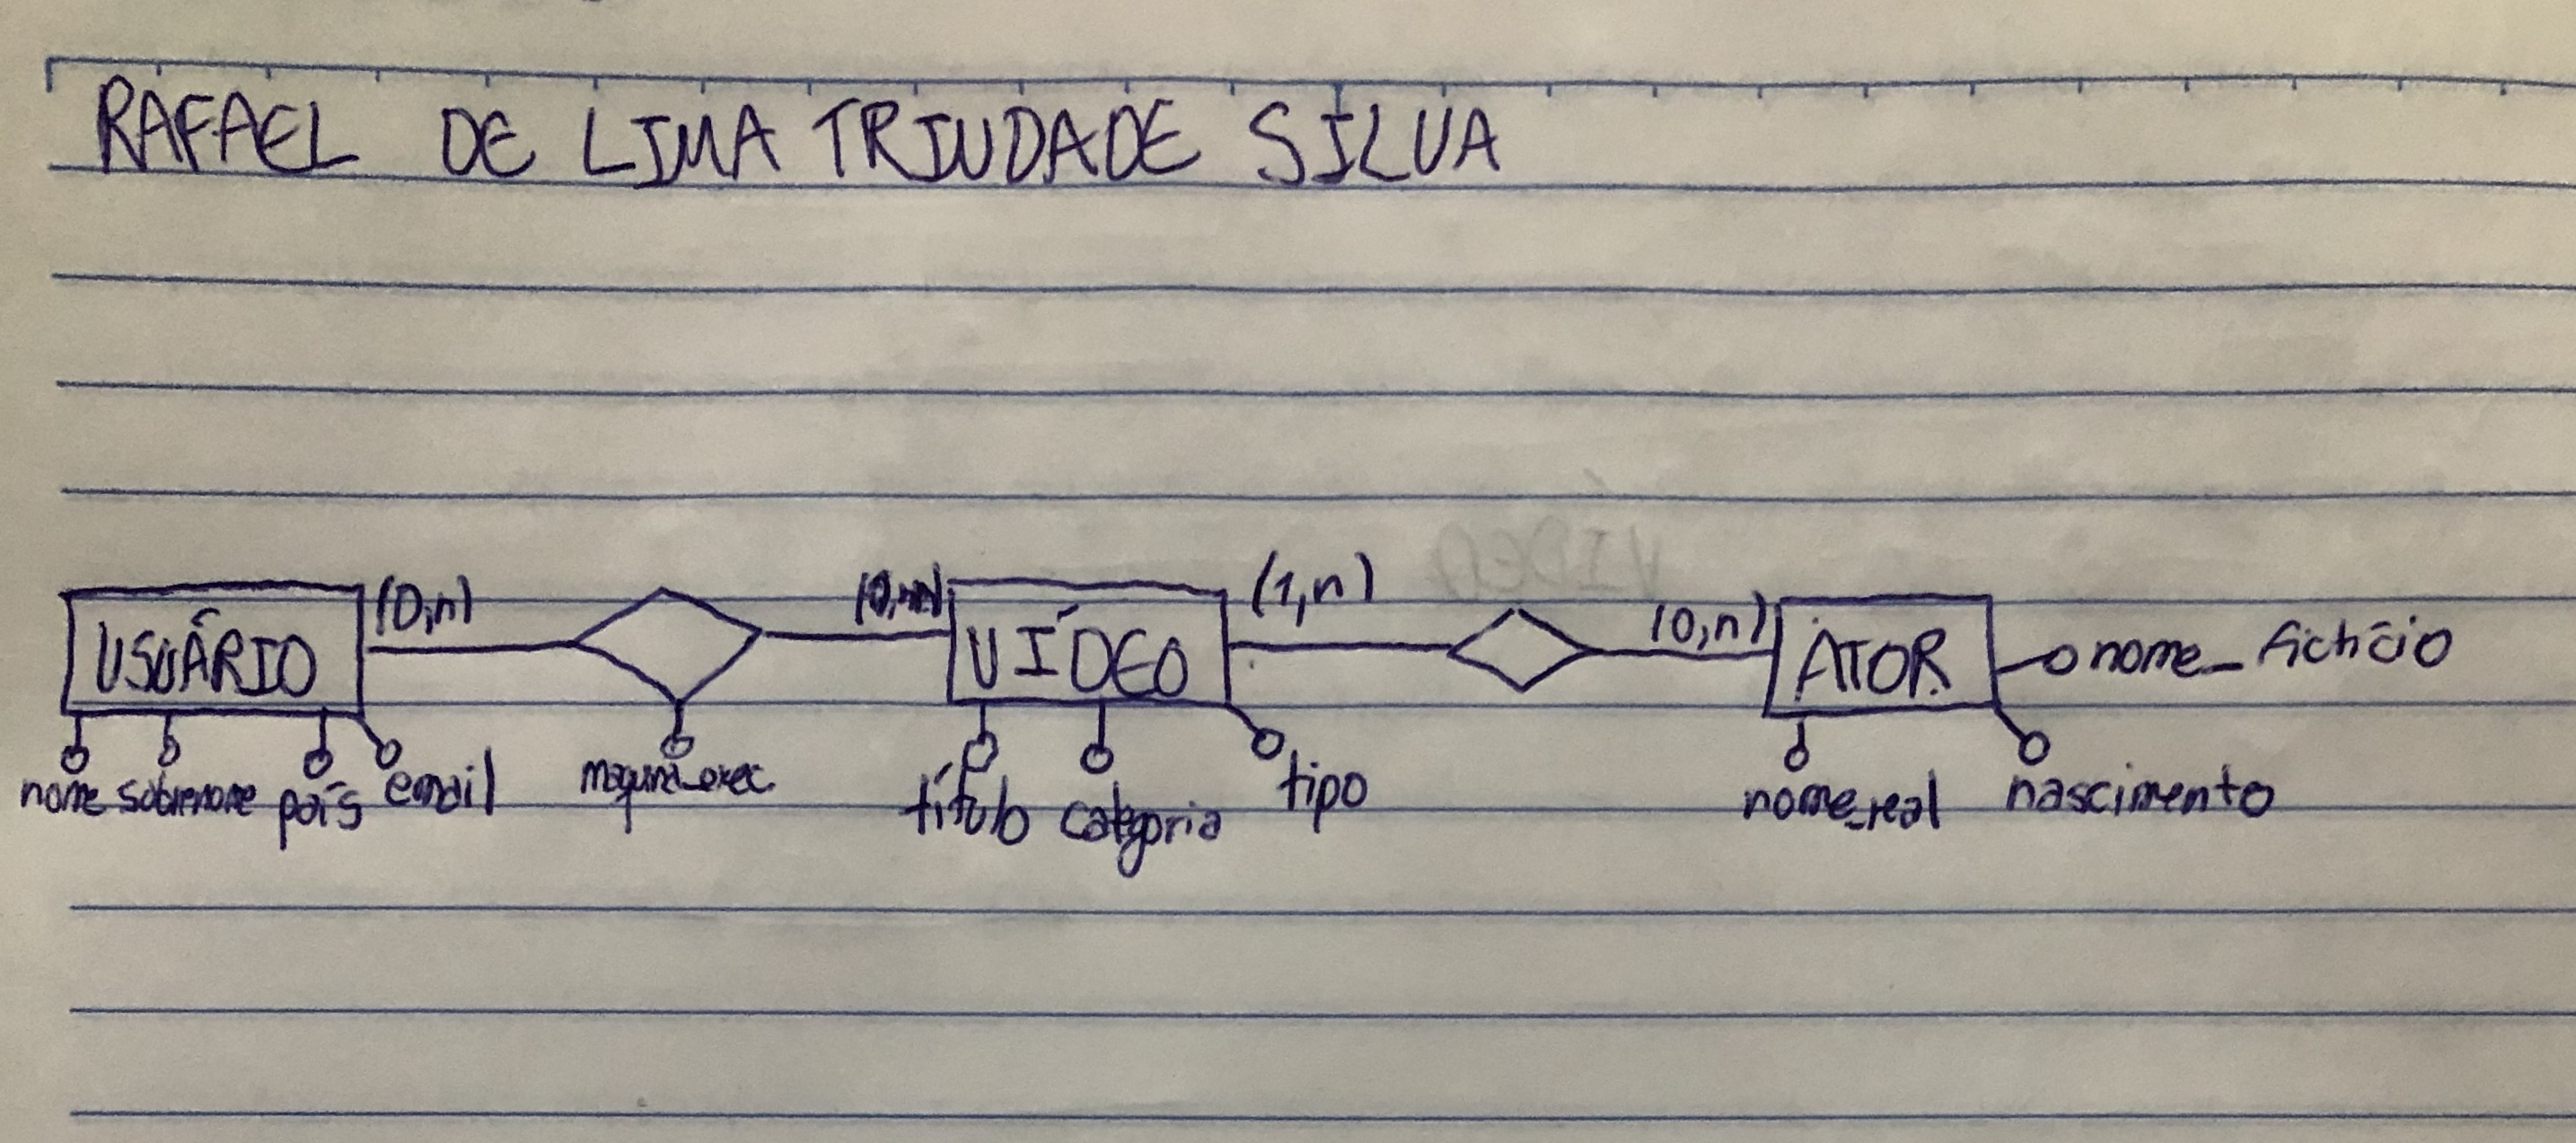 RAFAEL DE LIMA TRINDADE SILVA
(0,n) (1,n) (0,n)
USUÁRIO VÍDEO ATOR nome_fictício
nome sobrenome país email maquina_exec. título categoria tipo nome_real nascimento